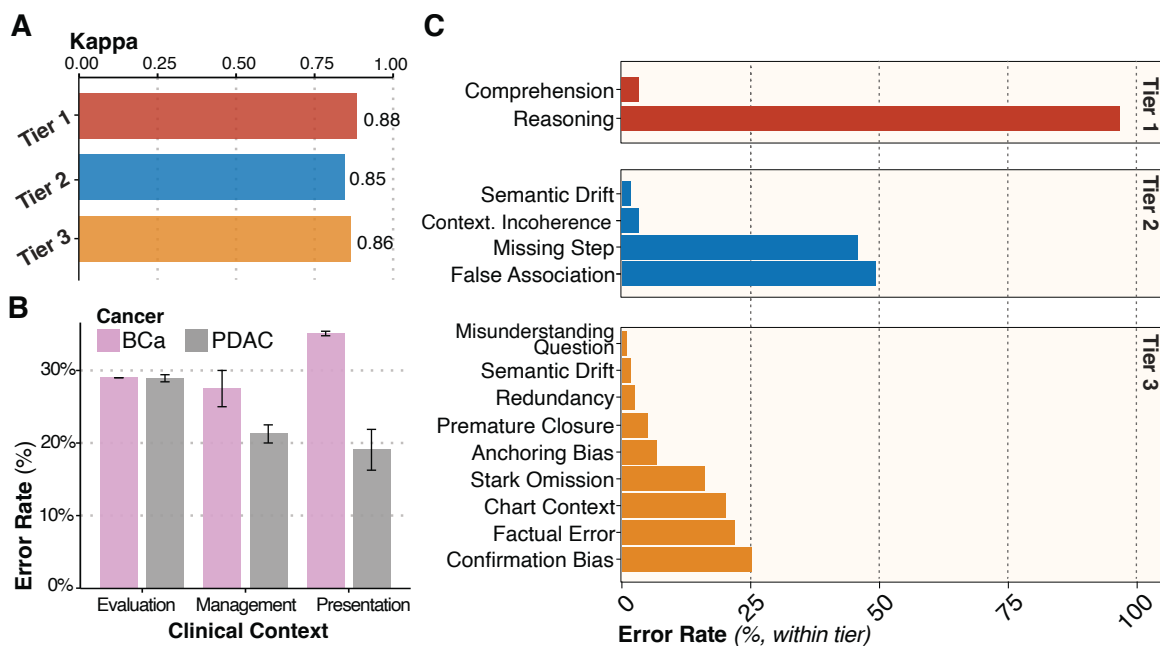 A
Kappa
0.00 0.25 0.50 0.75 1.00
Tier 1 0.88
Tier 2 0.85
Tier 3 0.86
B
Cancer
BCa PDAC
30%
20%
10%
0%
Error Rate (%)
Evaluation Management Presentation
Clinical Context
C
Comprehension
Reasoning
Tier 1
Semantic Drift
Context. Incoherence
Missing Step
False Association
Tier 2
Misunderstanding
Question
Semantic Drift
Redundancy
Premature Closure
Anchoring Bias
Stark Omission
Chart Context
Factual Error
Confirmation Bias
Tier 3
0 25 50 75 100
Error Rate (%, within tier)